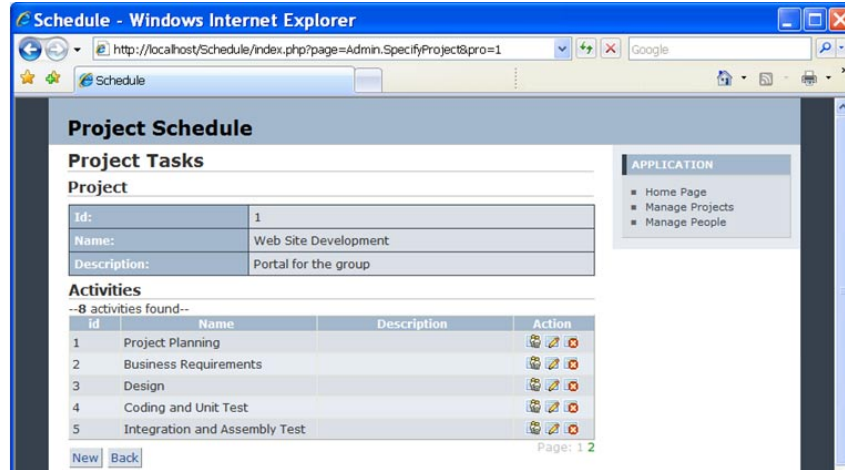 Schedule - Windows Internet Explorer
http://localhost/Schedule/index.php?page=Admin.SpecifyProject&pro=1
Google
Schedule
Project Schedule
Project Tasks
Project
Id: 1
Name: Web Site Development
Description: Portal for the group
Activities
--8 activities found--
id Name Description Action
1 Project Planning
2 Business Requirements
3 Design
4 Coding and Unit Test
5 Integration and Assembly Test
Page: 1 2
New Back
APPLICATION
Home Page
Manage Projects
Manage People